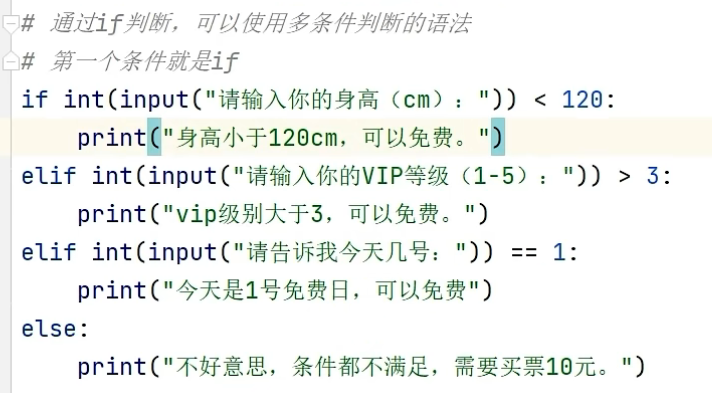 # 通过if判断，可以使用多条件判断的语法
# 第一个条件就是if
if int(input("请输入你的身高（cm）：")) < 120:
    print("身高小于120cm，可以免费。")
elif int(input("请输入你的VIP等级（1-5）：")) > 3:
    print("vip级别大于3，可以免费。")
elif int(input("请告诉我今天几号：")) == 1:
    print("今天是1号免费日，可以免费")
else:
    print("不好意思，条件都不满足，需要买票10元。")